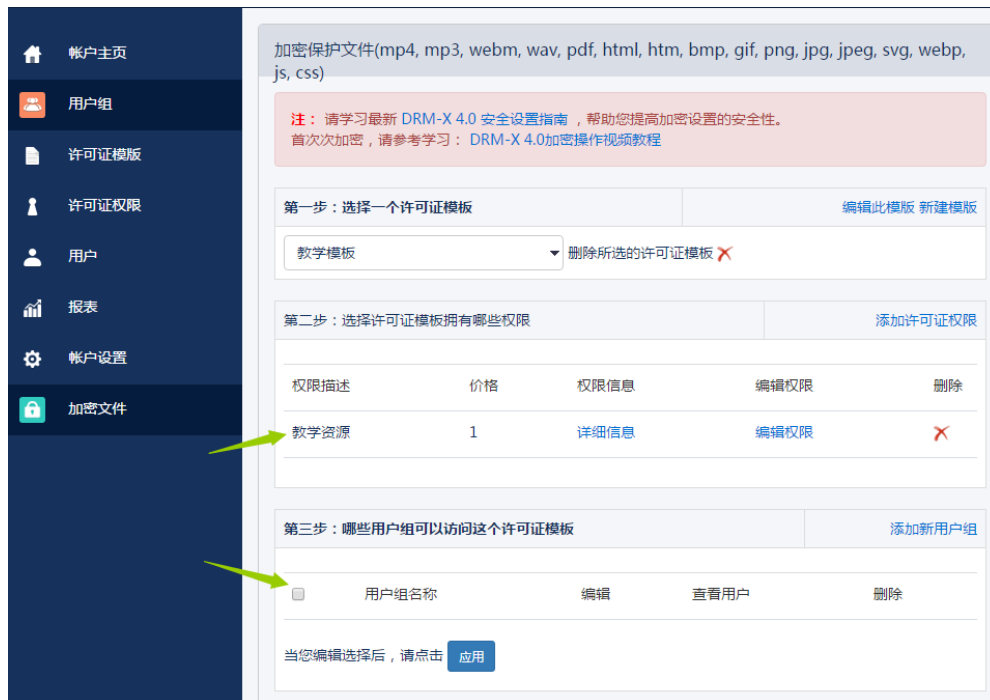 帐户主页
用户组
许可证模版
许可证权限
用户
报表
帐户设置
加密文件
加密保护文件(mp4, mp3, webm, wav, pdf, html, htm, bmp, gif, png, jpg, jpeg, svg, webp,
js, css)
注： 请学习最新 DRM-X 4.0 安全设置指南 ，帮助您提高加密设置的安全性。
首次次加密，请参考学习： DRM-X 4.0加密操作视频教程
第一步：选择一个许可证模板 编辑此模版 新建模版
教学模板 删除所选的许可证模板
第二步：选择许可证模板拥有哪些权限 添加许可证权限
权限描述 价格 权限信息 编辑权限 删除
教学资源 1 详细信息 编辑权限
第三步：哪些用户组可以访问这个许可证模板 添加新用户组
用户组名称 编辑 查看用户 删除
当您编辑选择后，请点击 应用